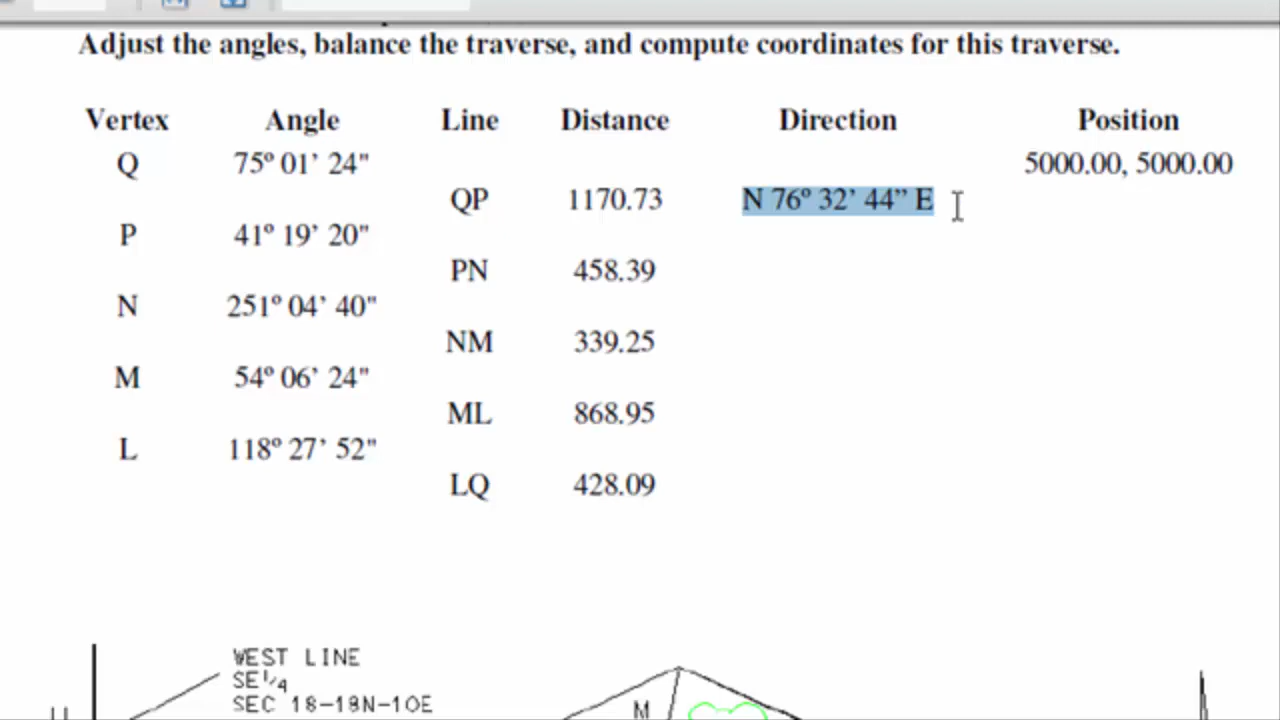 Adjust the angles, balance the traverse, and compute coordinates for this traverse.
Vertex Angle Line Distance Direction Position
Q 75º 01’ 24" 5000.00, 5000.00
QP 1170.73 N 76º 32’ 44” E
P 41º 19’ 20"
PN 458.39
N 251º 04’ 40"
NM 339.25
M 54º 06’ 24"
ML 868.95
L 118º 27’ 52"
LQ 428.09
WEST LINE
SE¼
SEC 18-18N-10E
M